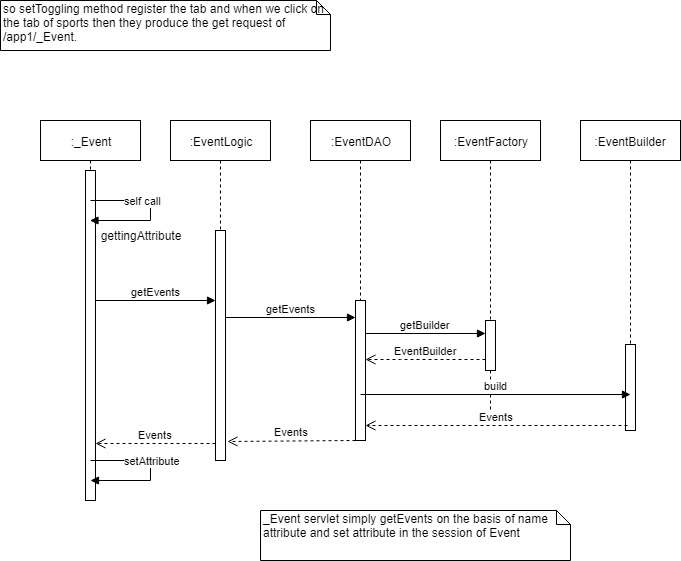 so setToggling method register the tab and when we click on
the tab of sports then they produce the get request of
/app1/_Event.
:_Event
:EventLogic
:EventDAO
:EventFactory
:EventBuilder
self call
gettingAttribute
getEvents
getEvents
getBuilder
EventBuilder
build
Events
Events
Events
setAttribute
_Event servlet simply getEvents on the basis of name
attribute and set attribute in the session of Event